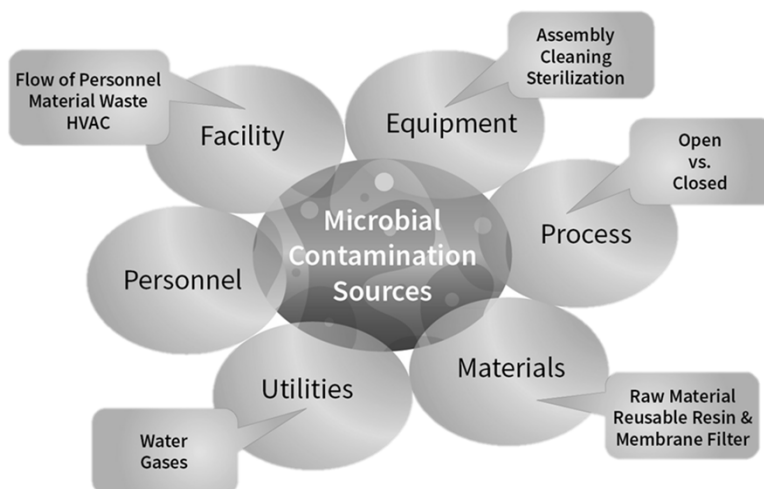 Assembly
Cleaning
Sterilization
Flow of Personnel
Material Waste
HVAC
Facility
Equipment
Open
vs.
Closed
Process
Microbial
Contamination
Sources
Personnel
Materials
Utilities
Raw Material
Reusable Resin &
Membrane Filter
Water
Gases